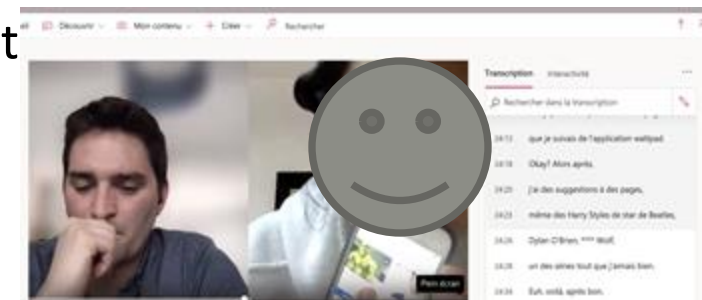 t
Découvrir Mon contenu Créer Rechercher
Transcription Interactivité
Rechercher dans la transcription
24:13 que je suivais de l'application wattpad.
24:18 Okay? Alors après.
24:20 J'ai des suggestions à des pages,
24:23 même des Harry Styles de star de Beatles,
24:26 Dylan O'Brien, **** Wolf,
24:28 un des séries tout que j'aimais bien.
24:34 Euh, voilà, après bon.
Plein écran